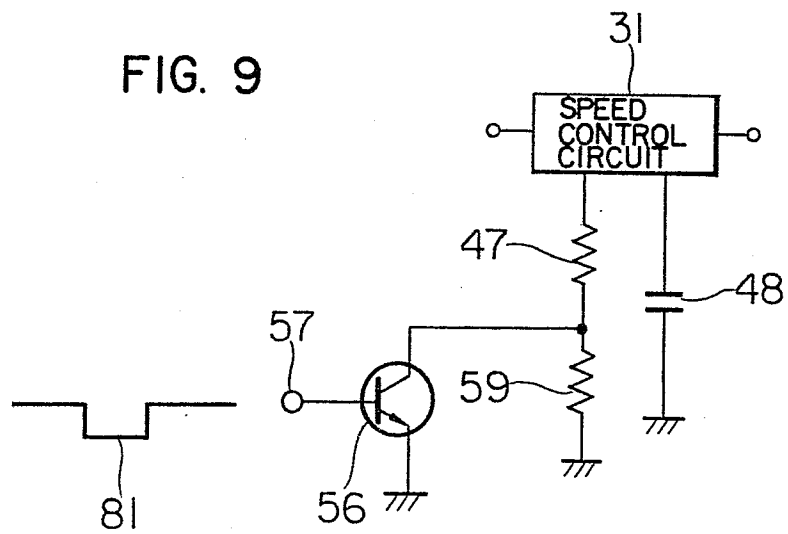 FIG. 9
31
SPEED
CONTROL
CIRCUIT
47
48
57
59
56
81